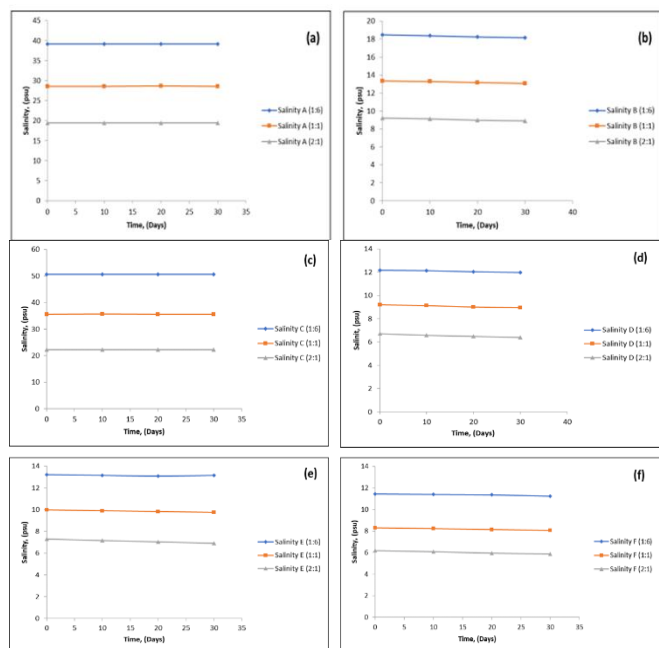 (a)
45
40
35
30
25
20
15
10
5
0
Salinity, (psu)
0 5 10 15 20 25 30 35
Time, (Days)
Salinity A (1:6)
Salinity A (1:1)
Salinity A (2:1)
(b)
20
18
16
14
12
10
8
6
4
2
0
Salinity, (psu)
0 10 20 30 40
Time, (Days)
Salinity B (1:6)
Salinity B (1:1)
Salinity B (2:1)
(c)
60
50
40
30
20
10
0
Salinity, (psu)
0 5 10 15 20 25 30 35
Time, (Days)
Salinity C (1:6)
Salinity C (1:1)
Salinity C (2:1)
(d)
14
12
10
8
6
4
2
0
Salinit, (psu)
0 10 20 30 40
Time, (Days)
Salinity D (1:6)
Salinity D (1:1)
Salinity D (2:1)
(e)
14
12
10
8
6
4
2
0
Salinity, (psu)
0 5 10 15 20 25 30 35
Time, (Days)
Salinity E (1:6)
Salinity E (1:1)
Salinity E (2:1)
(f)
14
12
10
8
6
4
2
0
Salinity, (psu)
0 5 10 15 20 25 30 35
Time, (Days)
Salinity F (1:6)
Salinity F (1:1)
Salinity F (2:1)